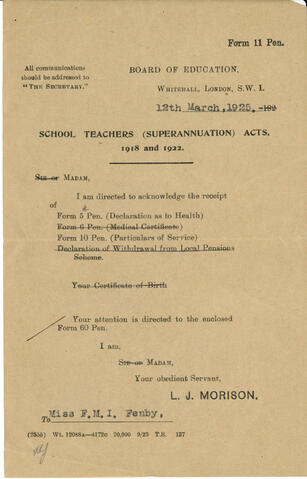 Form 11 Pen.
All communications
should be addressed to
"THE SECRETARY."
BOARD OF EDUCATION,
WHITEHALL, LONDON, S.W. 1.
12th March, 1925. 192
SCHOOL TEACHERS (SUPERANNUATION) ACTS,
1918 and 1922.
SIR or MADAM,
I am directed to acknowledge the receipt
of
Form 5 Pen. (Declaration as to Health)
Form 6 Pen. (Medical Certificate)
Form 10 Pen. (Particulars of Service)
Declaration of Withdrawal from Local Pensions
Scheme.
Your Certificate of Birth
Your attention is directed to the enclosed
Form 60 Pen.
I am,
SIR or MADAM,
Your obedient Servant,
L. J. MORISON.
To Miss F.M.I. Fenby.
Wt. 12088A—4172c 20,000 9/23 T.S. 127